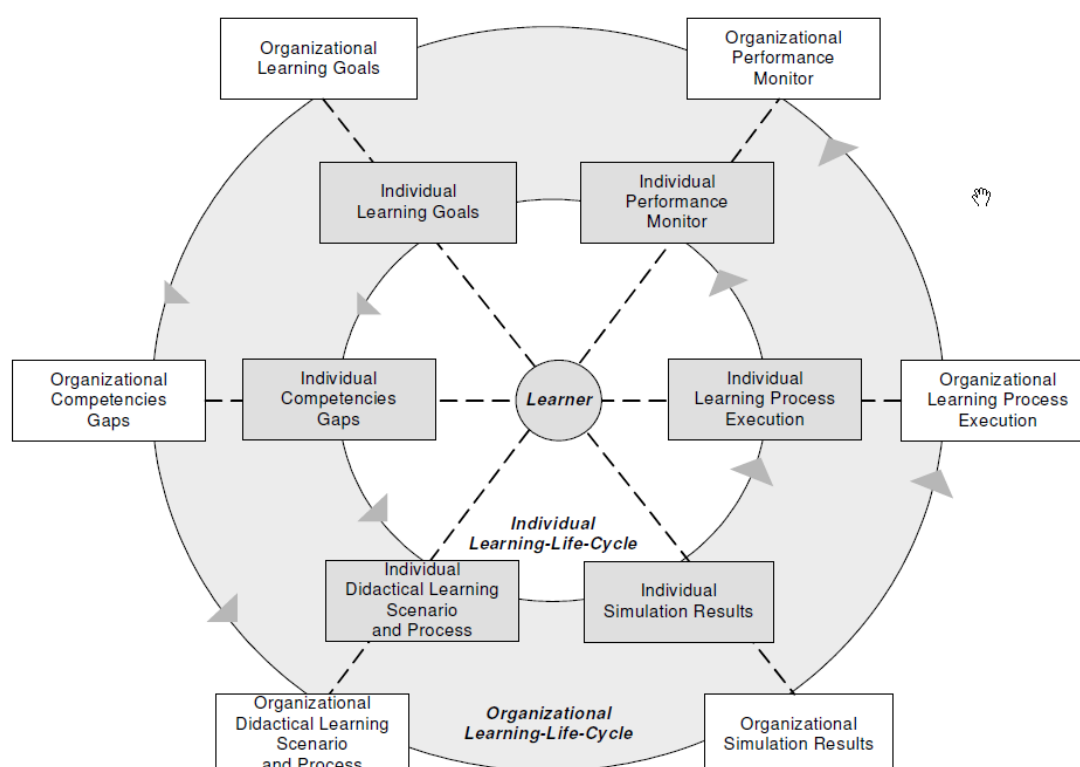 Organizational
Learning Goals
Organizational
Performance
Monitor
Individual
Learning Goals
Individual
Performance
Monitor
Organizational
Competencies
Gaps
Individual
Competencies
Gaps
Learner
Individual
Learning Process
Execution
Organizational
Learning Process
Execution
Individual
Learning-Life-Cycle
Individual
Didactical Learning
Scenario
and Process
Individual
Simulation Results
Organizational
Didactical Learning
Scenario
and Process
Organizational
Learning-Life-Cycle
Organizational
Simulation Results